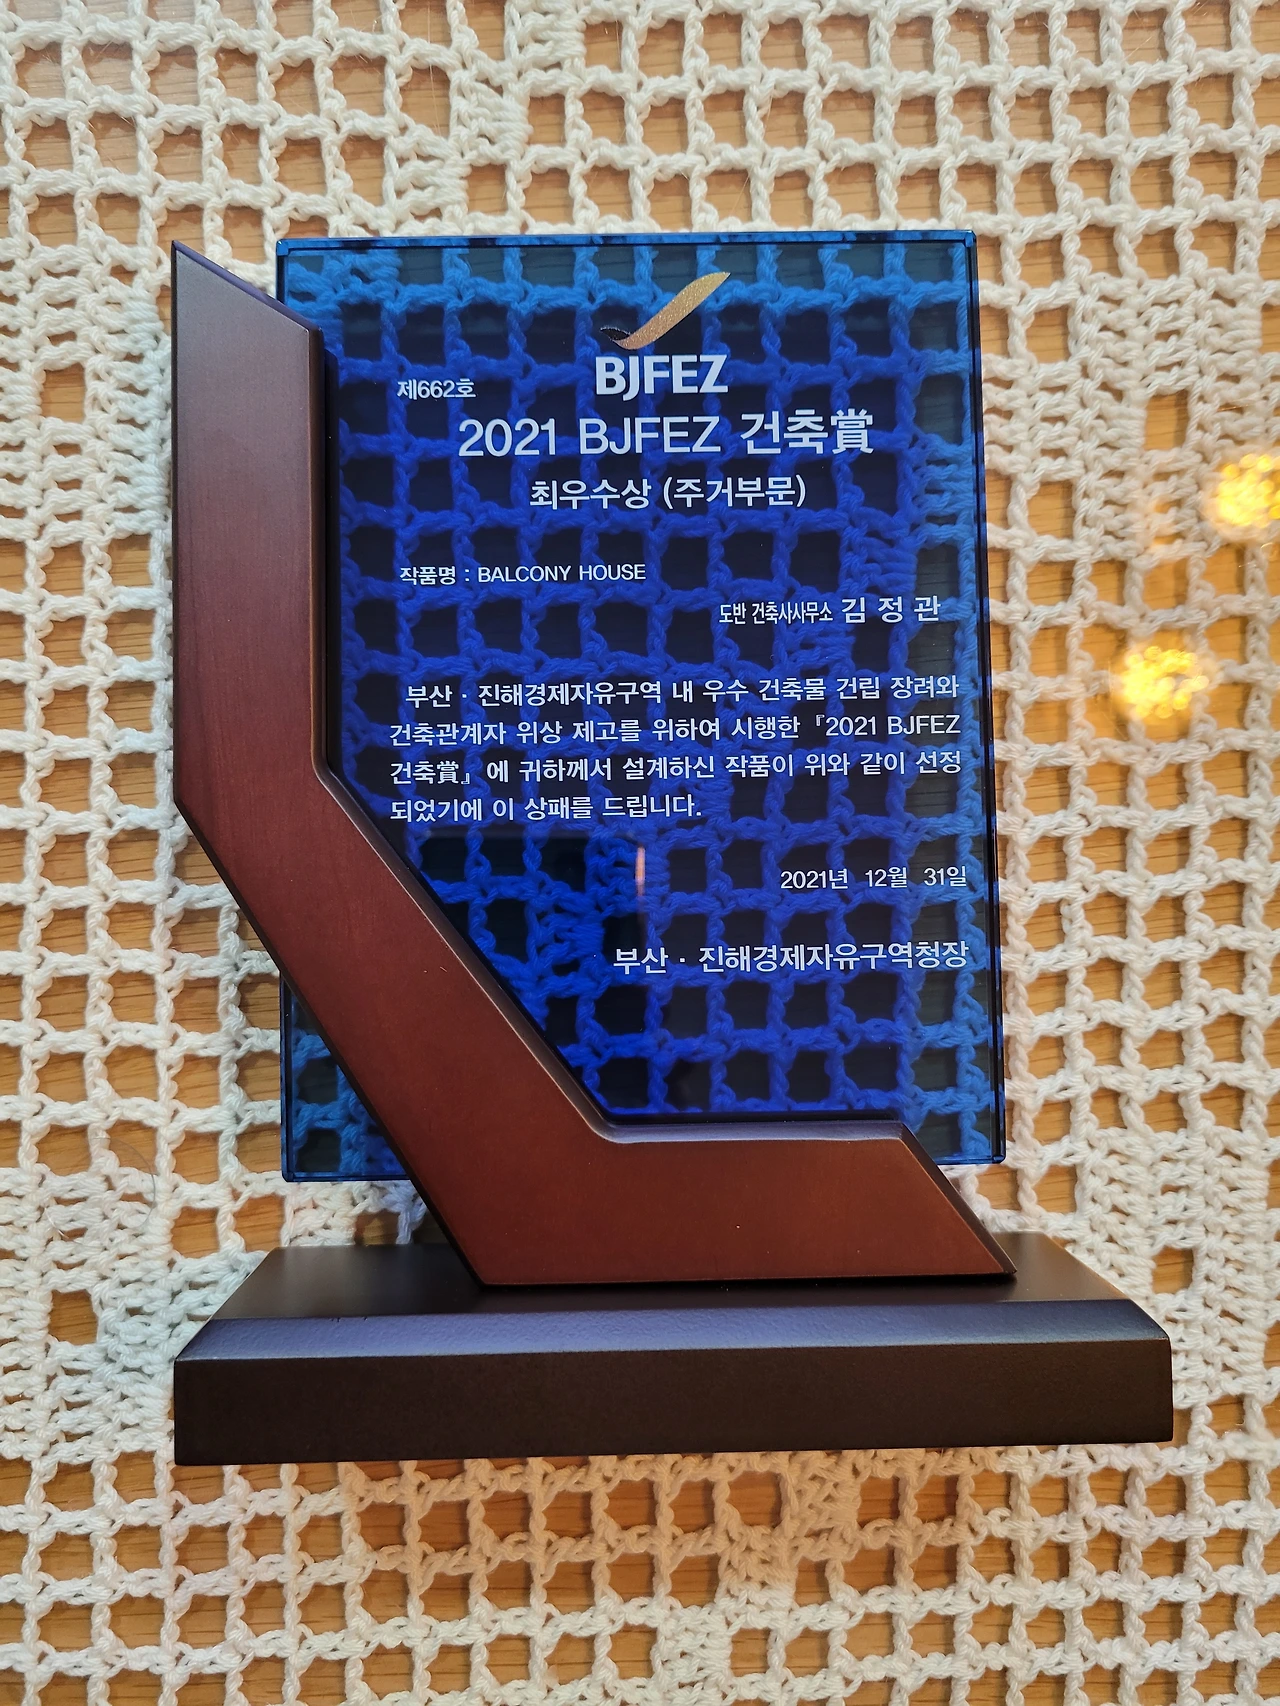 BJFEZ
제662호
2021 BJFEZ 건축賞
최우수상 (주거부문)
작품명 : BALCONY HOUSE
도반 건축사사무소 김 정 관
부산 · 진해경제자유구역 내 우수 건축물 건립 장려와
건축관계자 위상 제고를 위하여 시행한 『2021 BJFEZ
건축賞』에 귀하께서 설계하신 작품이 위와 같이 선정
되었기에 이 상패를 드립니다.
2021년 12월 31일
부산 · 진해경제자유구역청장